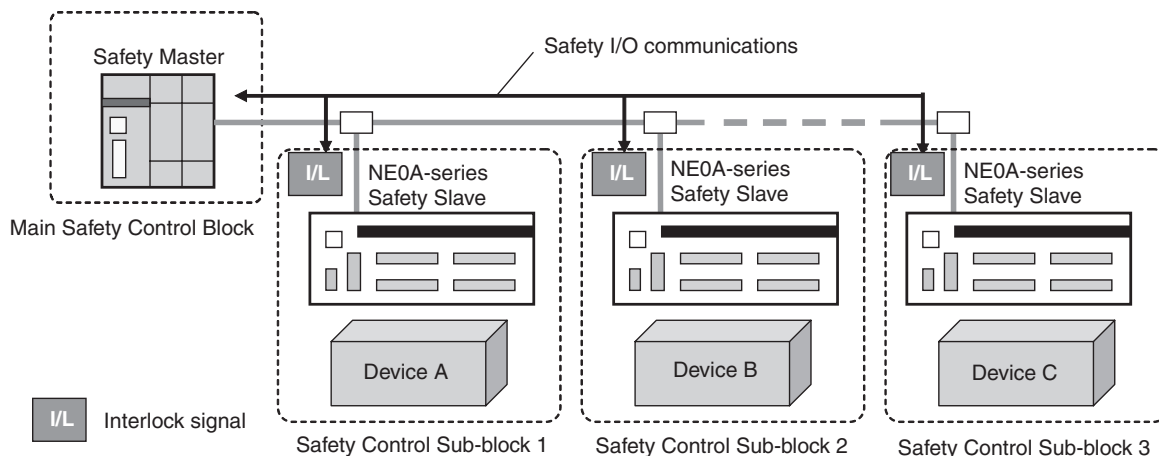 Safety Master
Safety I/O communications
Main Safety Control Block
I/L
NE0A-series
Safety Slave
I/L
NE0A-series
Safety Slave
I/L
NE0A-series
Safety Slave
Device A
Device B
Device C
I/L
Interlock signal
Safety Control Sub-block 1
Safety Control Sub-block 2
Safety Control Sub-block 3